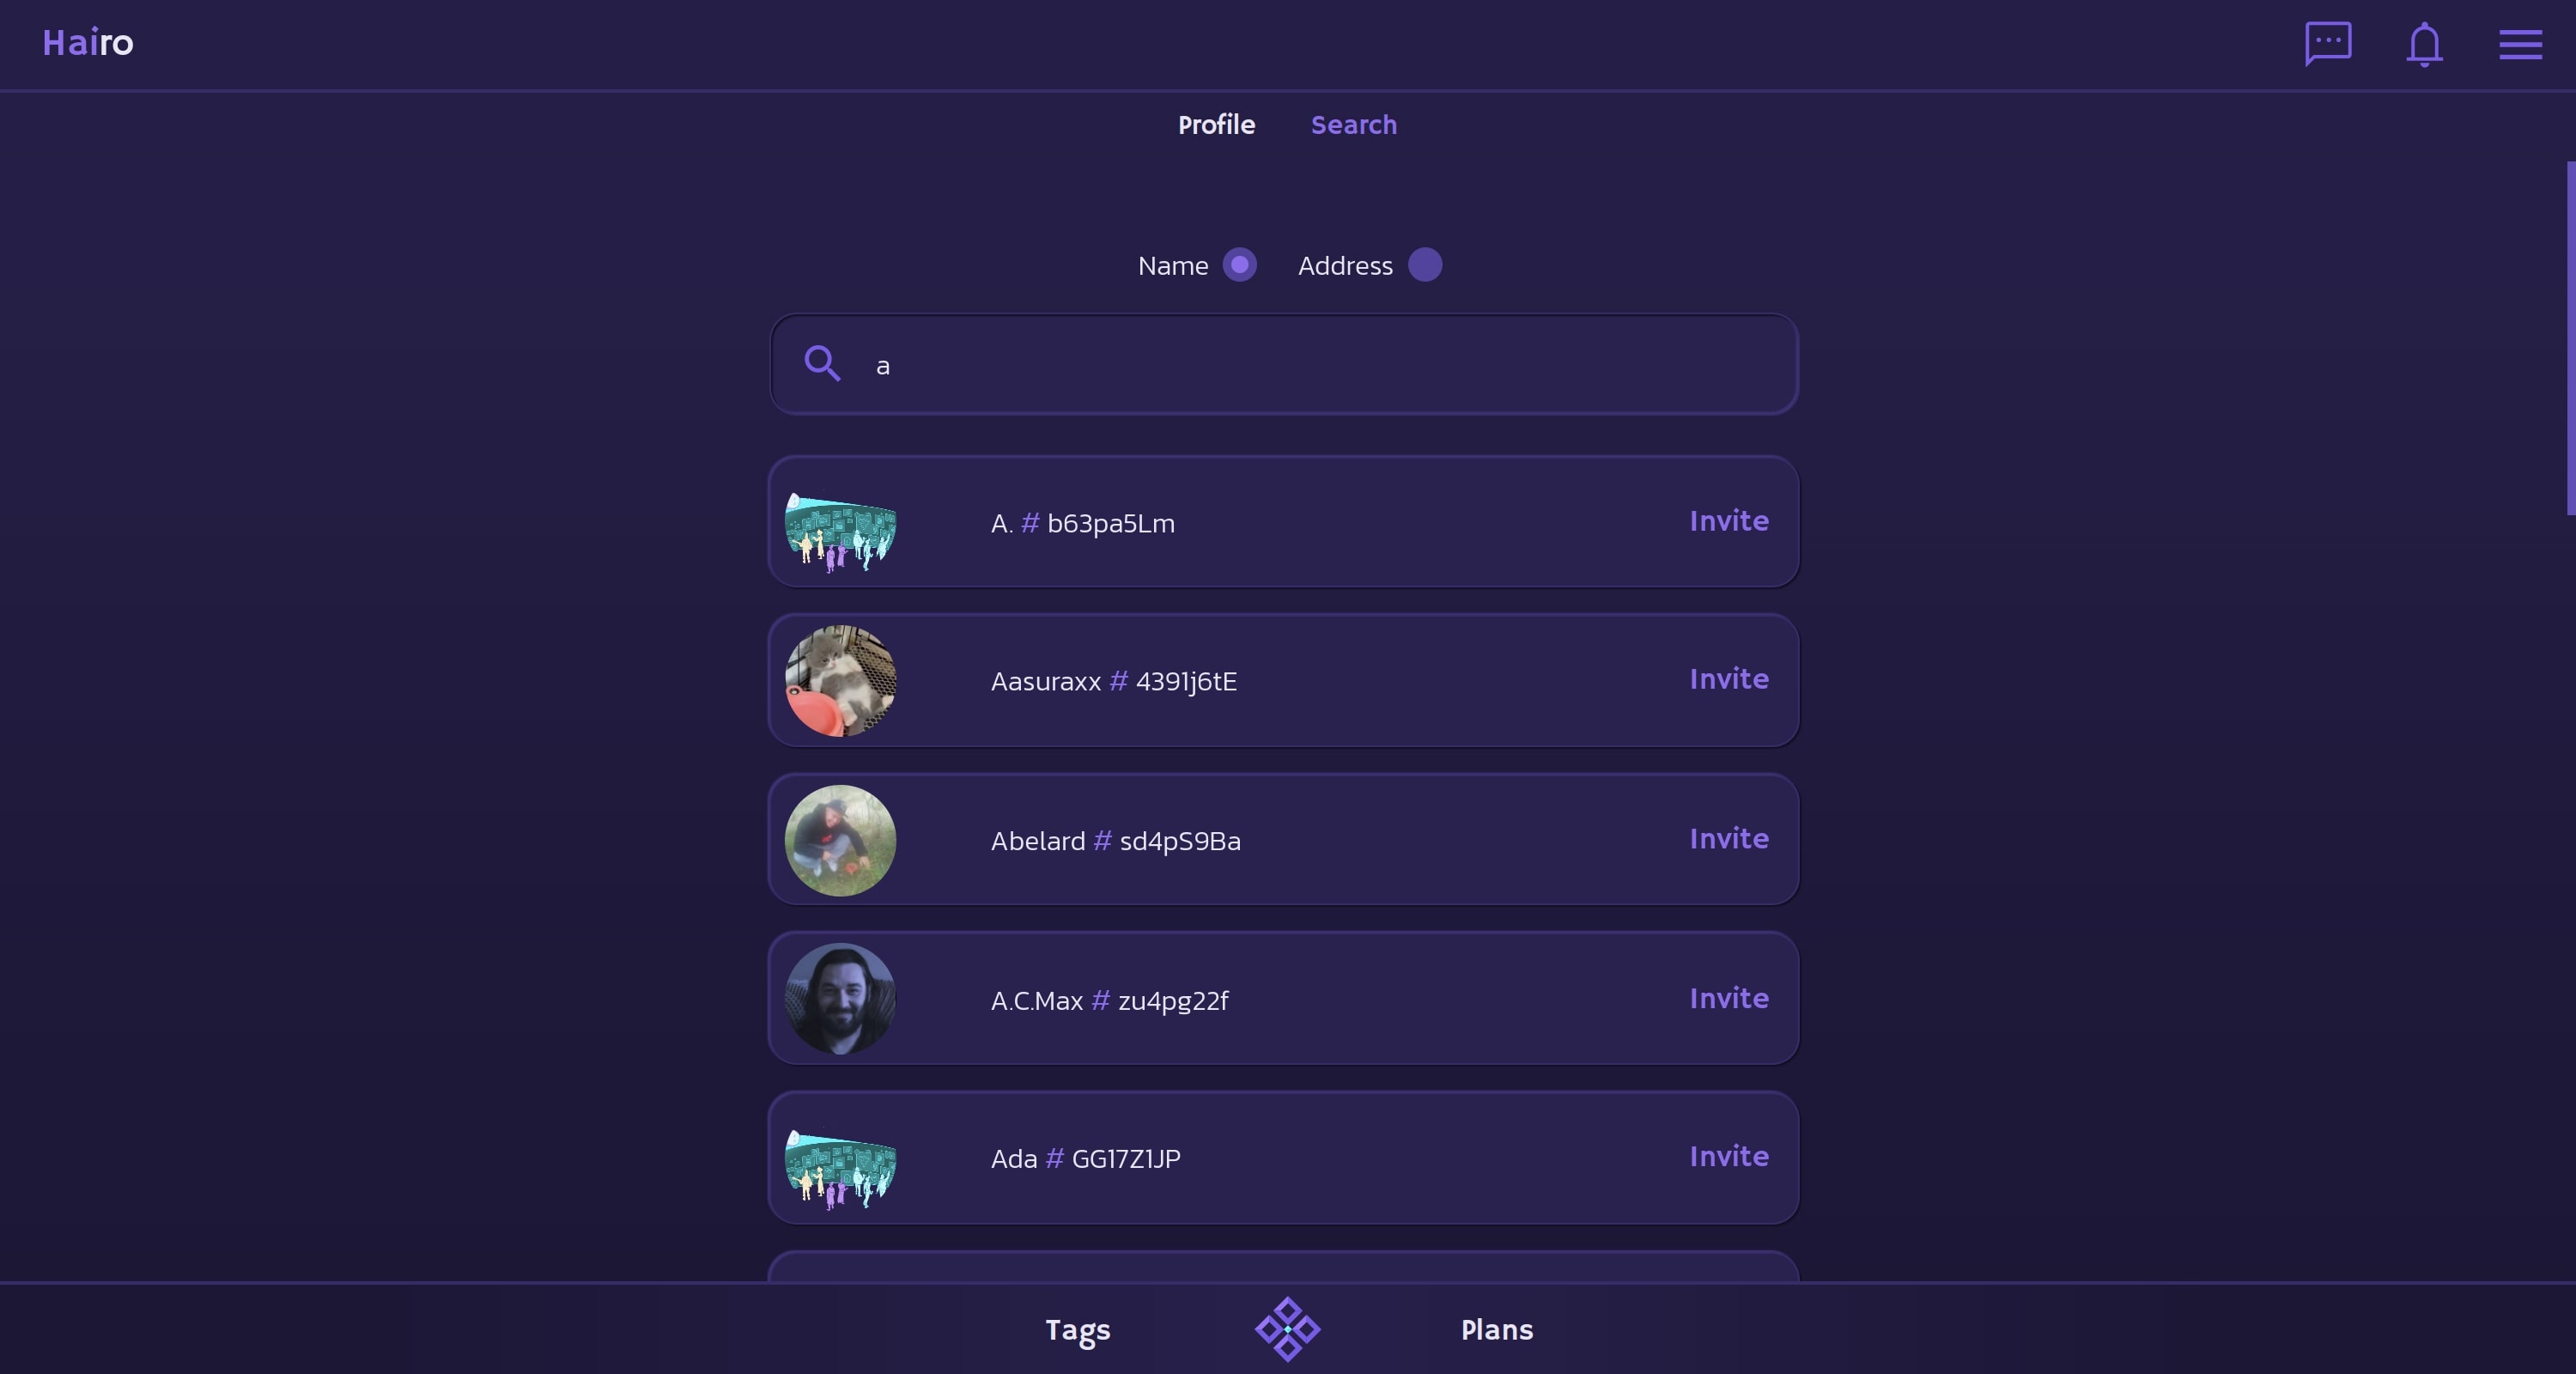 Hairo
Profile Search
Name Address
a
A. # b63pa5Lm Invite
Aasuraxx # 4391j6tE Invite
Abelard # sd4pS9Ba Invite
A.C.Max # zu4pg22f Invite
Ada # GG17Z1JP Invite
Tags Plans